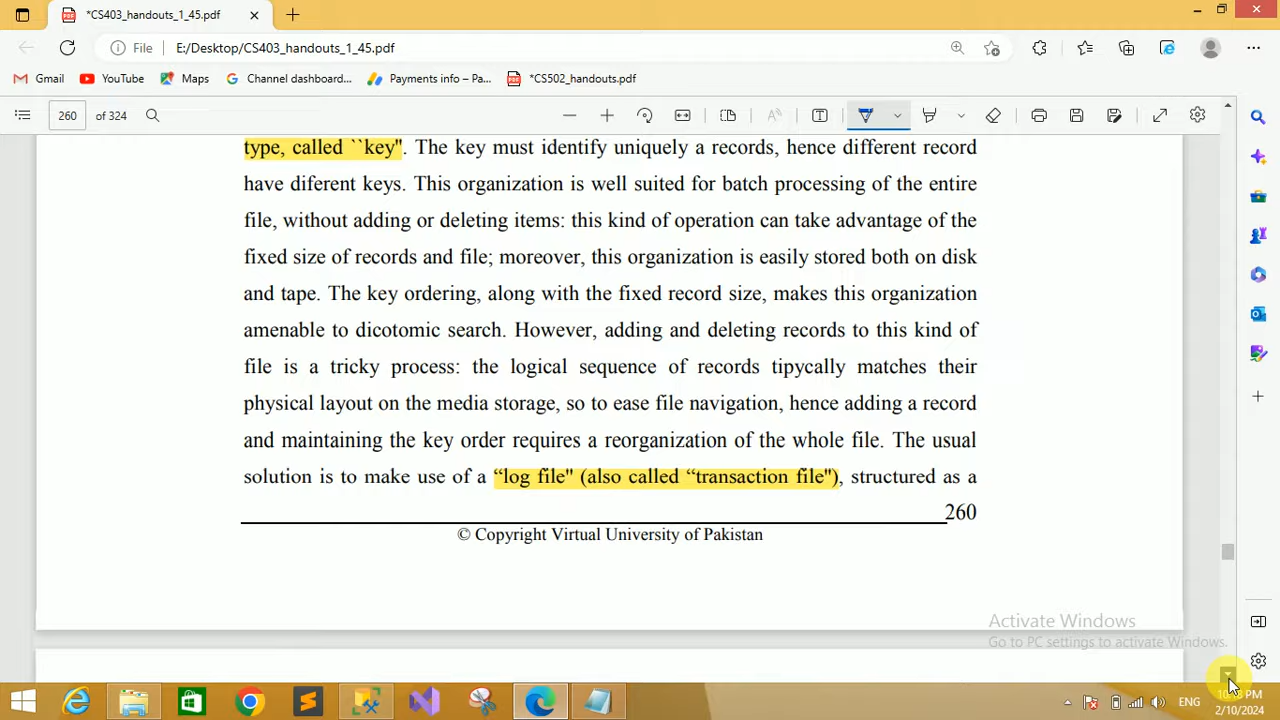 *CS403_handouts_1_45.pdf
File E:/Desktop/CS403_handouts_1_45.pdf
Gmail YouTube Maps Channel dashboard... Payments info – Pa... *CS502_handouts.pdf
260 of 324
type, called ``key". The key must identify uniquely a records, hence different record
have diferent keys. This organization is well suited for batch processing of the entire
file, without adding or deleting items: this kind of operation can take advantage of the
fixed size of records and file; moreover, this organization is easily stored both on disk
and tape. The key ordering, along with the fixed record size, makes this organization
amenable to dicotomic search. However, adding and deleting records to this kind of
file is a tricky process: the logical sequence of records tipycally matches their
physical layout on the media storage, so to ease file navigation, hence adding a record
and maintaining the key order requires a reorganization of the whole file. The usual
solution is to make use of a “log file" (also called “transaction file"), structured as a
260
© Copyright Virtual University of Pakistan
Activate Windows
Go to PC settings to activate Windows.
ENG
PM
2/10/2024